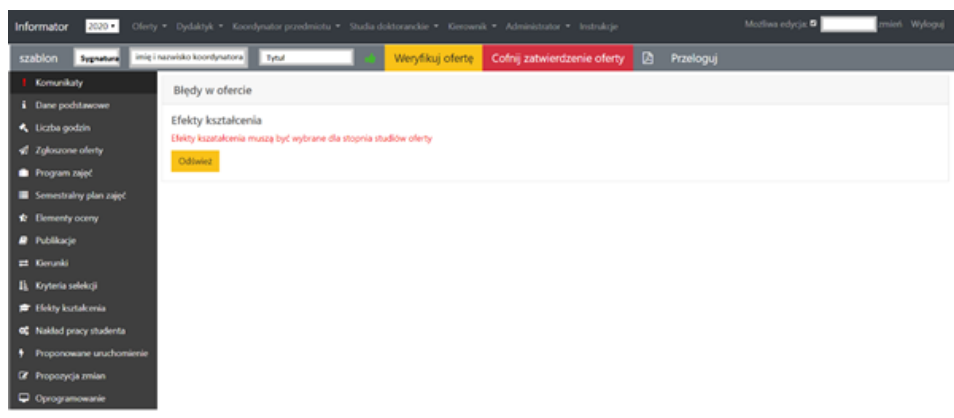 Informator 2020 Oferty Dydaktyk Koordynator przedmiotu Studia doktoranckie Kierownik Administrator Instrukcje Możliwa edycja: zmień Wyloguj
szablon Sygnatura imię i nazwisko koordynatora Tytuł Weryfikuj ofertę Cofnij zatwierdzenie oferty Przeloguj
Komunikaty
Błędy w ofercie
Dane podstawowe
Efekty kształcenia
Liczba godzin
Efekty kszatałcenia muszą być wybrane dla stopnia studiów oferty
Zgłoszone oferty
Odśwież
Program zajęć
Semestralny plan zajęć
Elementy oceny
Publikacje
Kierunki
Kryteria selekcji
Efekty kształcenia
Nakład pracy studenta
Proponowane uruchomienie
Propozycja zmian
Oprogramowanie